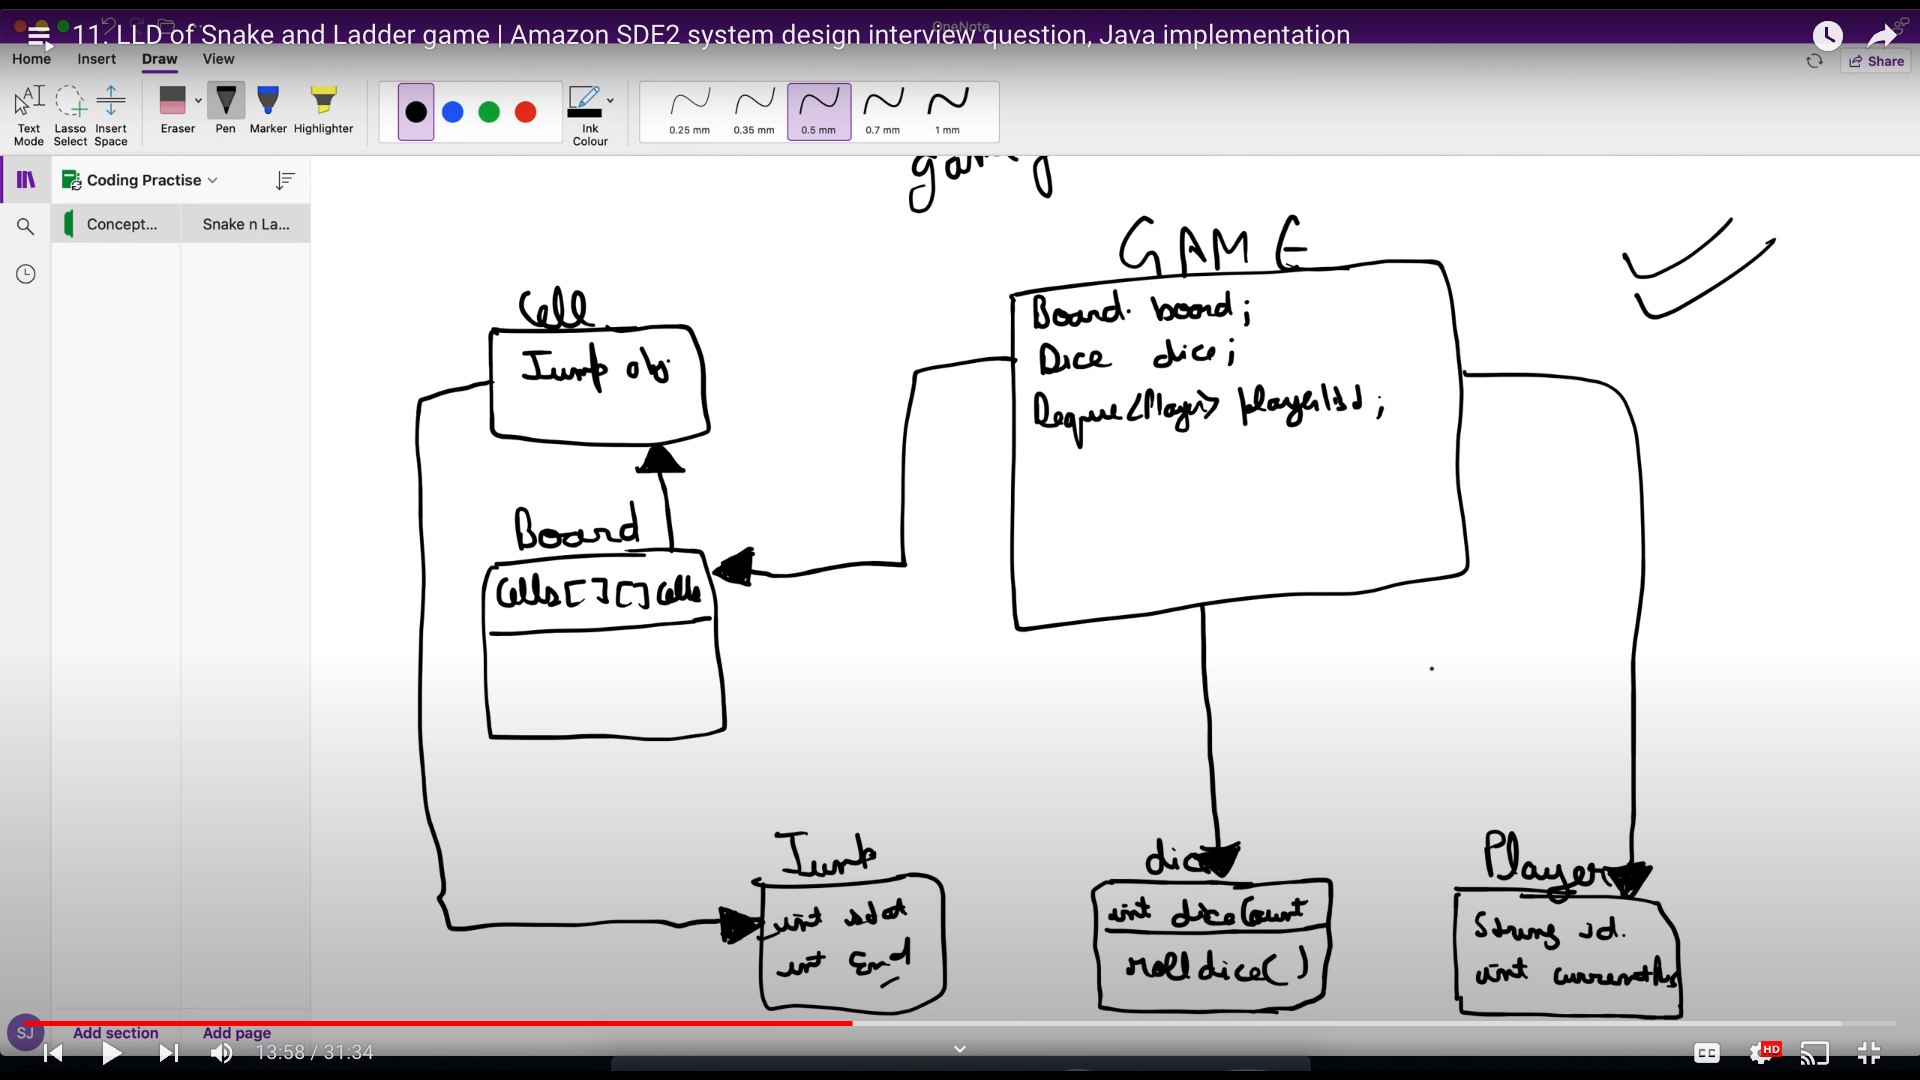 11. LLD of Snake and Ladder game | Amazon SDE2 system design interview question, Java implementation
OneNote
Home Insert Draw View
Share
Text Mode
Lasso Select
Insert Space
Eraser
Pen
Marker
Highlighter
Ink Colour
0.25 mm
0.35 mm
0.5 mm
0.7 mm
1 mm
Coding Practise
Concept...
Snake n La...
GAME
Board board;
Dice dice;
Deque<Player> playerlist;
Cell
Jump obj
Board
Cells[][] cells
Jump
int start
int End
dice
int diceCount
rolldice()
Player
String id.
int currentPos
SJ
Add section
Add page
13:58 / 31:34
CC
HD